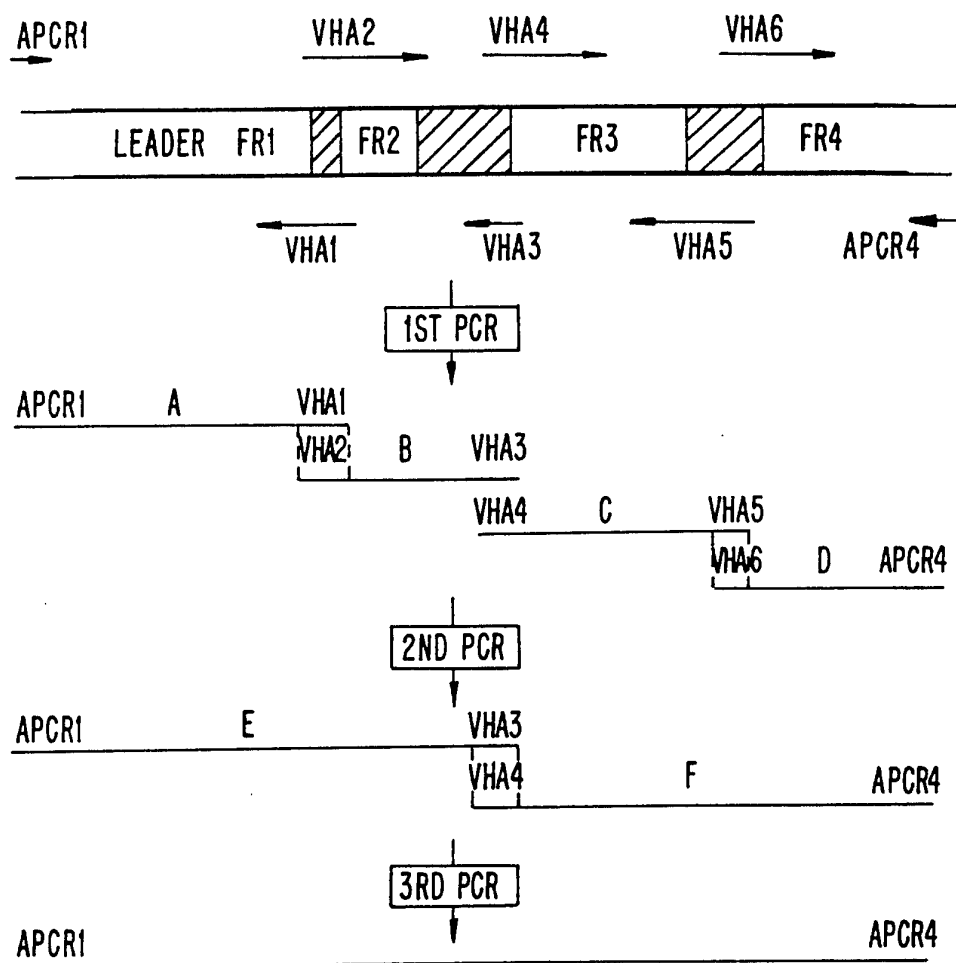 APCR1 VHA2 VHA4 VHA6
LEADER FR1 FR2 FR3 FR4
VHA1 VHA3 VHA5 APCR4
1ST PCR
APCR1 A VHA1
VHA2 B VHA3
VHA4 C VHA5
VHA6 D APCR4
2ND PCR
APCR1 E VHA3
VHA4 F APCR4
3RD PCR
APCR1 APCR4